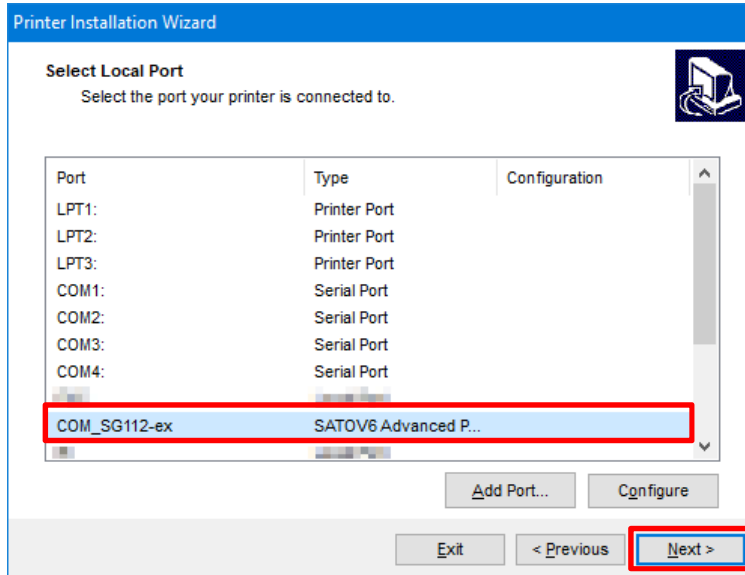 Printer Installation Wizard
Select Local Port
Select the port your printer is connected to.
Port Type Configuration
LPT1: Printer Port
LPT2: Printer Port
LPT3: Printer Port
COM1: Serial Port
COM2: Serial Port
COM3: Serial Port
COM4: Serial Port
COM_SG112-ex SATOV6 Advanced P...
Add Port... Configure
Exit < Previous Next >